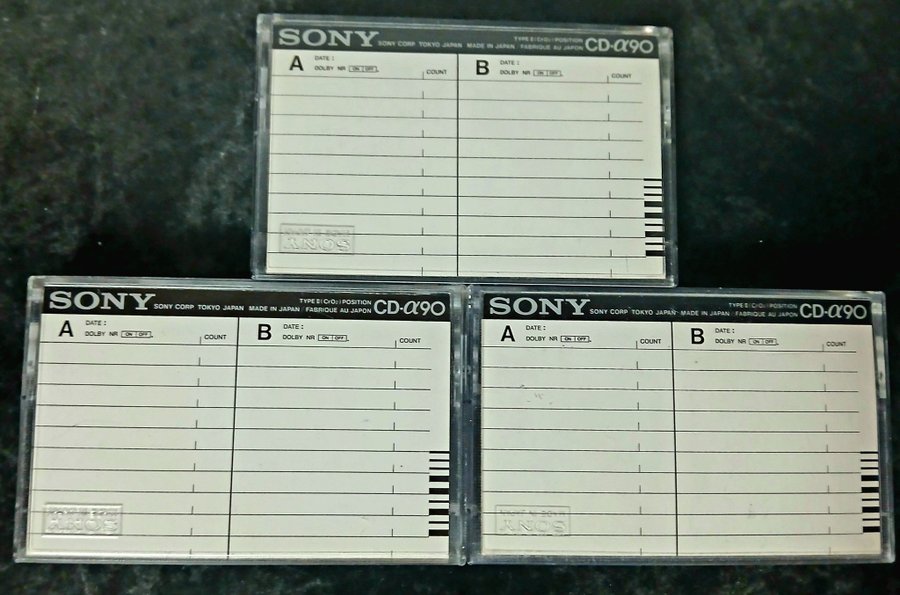 SONY SONY CORP TOKYO JAPAN MADE IN JAPAN FABRIQUE AU JAPON CD-α90
TYPE II (CrO₂) POSITION
A DATE :
DOLBY NR ON OFF COUNT
B DATE :
DOLBY NR ON OFF COUNT
SONY
SONY SONY CORP TOKYO JAPAN MADE IN JAPAN / FABRIQUE AU JAPON CD-α90
TYPE II (CrO₂) POSITION
A DATE :
DOLBY NR ON OFF COUNT
B DATE :
DOLBY NR ON OFF COUNT
SONY
SONY SONY CORP TOKYO JAPAN MADE IN JAPAN / FABRIQUE AU JAPON CD-α90
TYPE II (CrO₂) POSITION
A DATE :
DOLBY NR ON OFF COUNT
B DATE :
DOLBY NR ON OFF COUNT
SONY